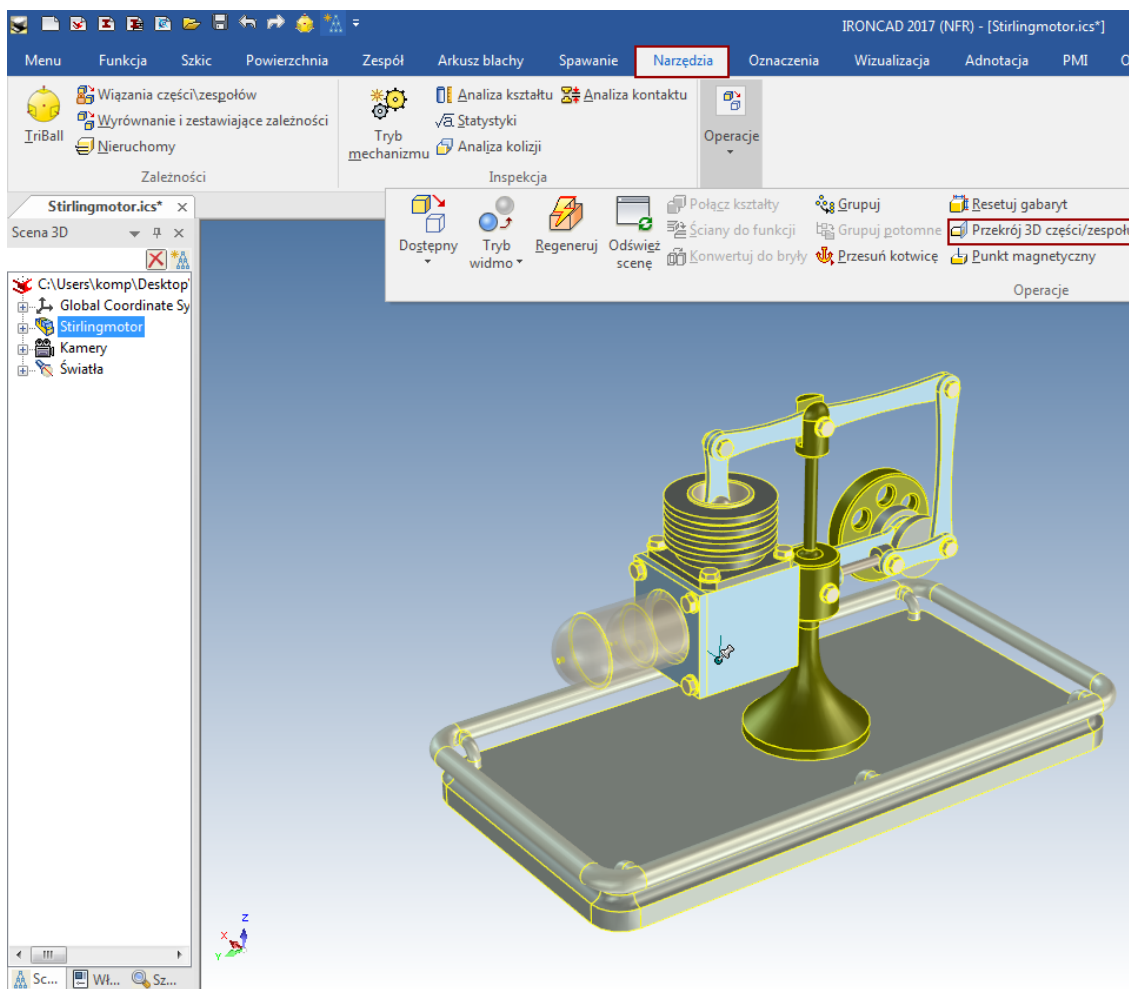 IRONCAD 2017 (NFR) - [Stirlingmotor.ics*]
Menu Funkcja Szkic Powierzchnia Zespół Arkusz blachy Spawanie Narzędzia Oznaczenia Wizualizacja Adnotacja PMI O
TriBall
Wiązania części\zespołów
Wyrównanie i zestawiające zależności
Nieruchomy
Zależności
Tryb
mechanizmu
Analiza kształtu
Analiza kontaktu
Statystyki
Analiza kolizji
Inspekcja
Operacje
Stirlingmotor.ics*
Dostępny
Tryb
widmo
Regeneruj
Odśwież
scenę
Połącz kształty
Ściany do funkcji
Konwertuj do bryły
Grupuj
Grupuj potomne
Przesuń kotwicę
Resetuj gabaryt
Przekrój 3D części/zespołu
Punkt magnetyczny
Operacje
Scena 3D
C:\Users\komp\Desktop\
Global Coordinate Sy
Stirlingmotor
Kamery
Światła
Z
X
Y
Sc... Wł... Sz...